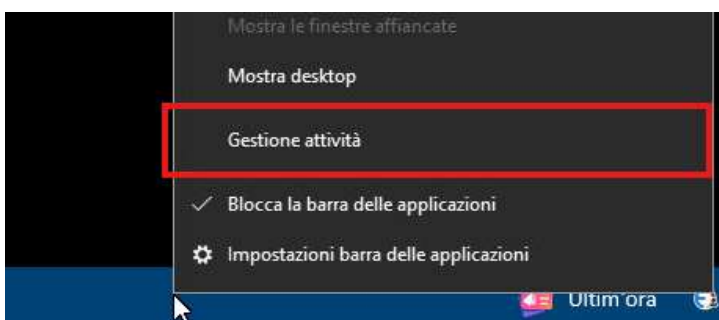 Mostra le finestre affiancate
Mostra desktop
Gestione attività
Blocca la barra delle applicazioni
Impostazioni barra delle applicazioni
Ultim'ora